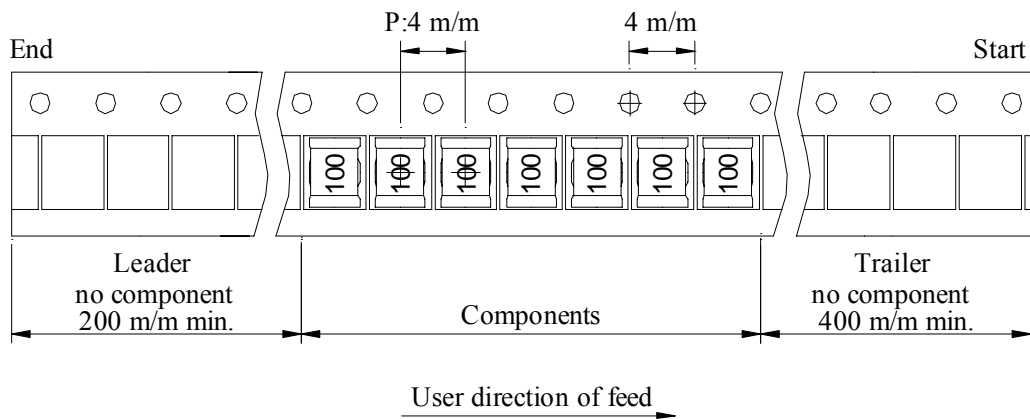 P:4 m/m
4 m/m
End
Start
100
100
100
100
100
100
100
Leader
no component
200 m/m min.
Components
Trailer
no component
400 m/m min.
User direction of feed